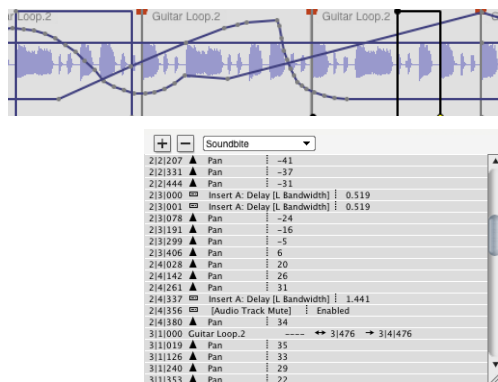 Guitar Loop.2 Guitar Loop.2
+ − Soundbite
2|2|207 Pan -41
2|2|331 Pan -37
2|2|444 Pan -31
2|3|000 Insert A: Delay [L Bandwidth] 0.519
2|3|001 Insert A: Delay [L Bandwidth] 0.519
2|3|078 Pan -24
2|3|191 Pan -16
2|3|299 Pan -5
2|3|406 Pan 6
2|4|028 Pan 20
2|4|142 Pan 26
2|4|261 Pan 31
2|4|337 Insert A: Delay [L Bandwidth] 1.441
2|4|356 [Audio Track Mute] Enabled
2|4|380 Pan 34
3|1|000 Guitar Loop.2 ---- ↔ 3|476 → 3|4|476
3|1|019 Pan 35
3|1|126 Pan 33
3|1|240 Pan 29
3|1|353 Pan 22